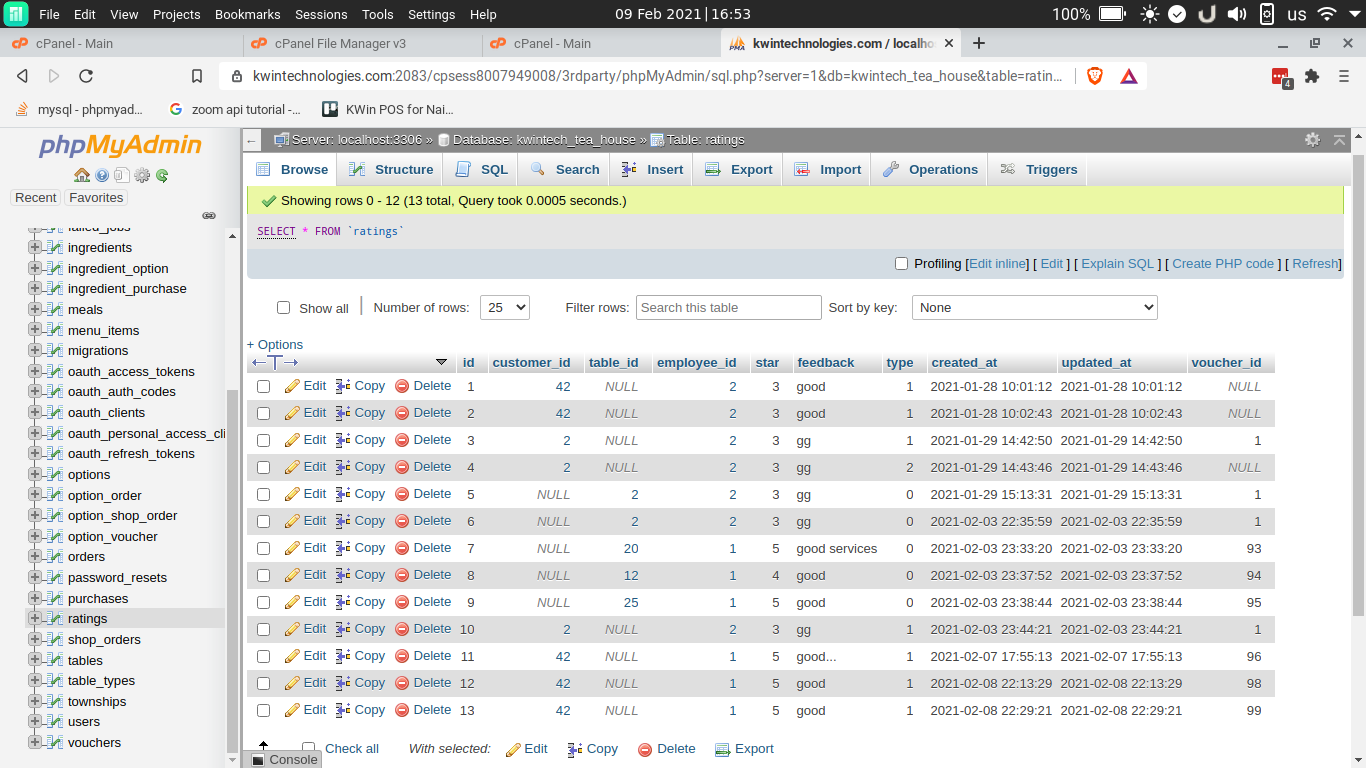 File Edit View Projects Bookmarks Sessions Tools Settings Help 09 Feb 2021|16:53 100% us
cPanel - Main cPanel File Manager v3 cPanel - Main kwintechnologies.com / localho
kwintechnologies.com:2083/cpsess8007949008/3rdparty/phpMyAdmin/sql.php?server=1&db=kwintech_tea_house&table=ratin... 4
mysql - phpmyad... zoom api tutorial -... KWin POS for Nai...
phpMyAdmin
Recent Favorites
failed_jobs
ingredients
ingredient_option
ingredient_purchase
meals
menu_items
migrations
oauth_access_tokens
oauth_auth_codes
oauth_clients
oauth_personal_access_cli
oauth_refresh_tokens
options
option_order
option_shop_order
option_voucher
orders
password_resets
purchases
ratings
shop_orders
tables
table_types
townships
users
vouchers
Server: localhost:3306 » Database: kwintech_tea_house » Table: ratings
Browse Structure SQL Search Insert Export Import Operations Triggers
Showing rows 0 - 12 (13 total, Query took 0.0005 seconds.)
SELECT * FROM `ratings`
Profiling [Edit inline] [ Edit ] [ Explain SQL ] [ Create PHP code ] [ Refresh]
Show all | Number of rows: 25 Filter rows: Search this table Sort by key: None
+ Options
←T→ id customer_id table_id employee_id star feedback type created_at updated_at voucher_id
Edit Copy Delete 1 42 NULL 2 3 good 1 2021-01-28 10:01:12 2021-01-28 10:01:12 NULL
Edit Copy Delete 2 42 NULL 2 3 good 1 2021-01-28 10:02:43 2021-01-28 10:02:43 NULL
Edit Copy Delete 3 2 NULL 2 3 gg 1 2021-01-29 14:42:50 2021-01-29 14:42:50 1
Edit Copy Delete 4 2 NULL 2 3 gg 2 2021-01-29 14:43:46 2021-01-29 14:43:46 NULL
Edit Copy Delete 5 NULL 2 2 3 gg 0 2021-01-29 15:13:31 2021-01-29 15:13:31 1
Edit Copy Delete 6 NULL 2 2 3 gg 0 2021-02-03 22:35:59 2021-02-03 22:35:59 1
Edit Copy Delete 7 NULL 20 1 5 good services 0 2021-02-03 23:33:20 2021-02-03 23:33:20 93
Edit Copy Delete 8 NULL 12 1 4 good 0 2021-02-03 23:37:52 2021-02-03 23:37:52 94
Edit Copy Delete 9 NULL 25 1 5 good 0 2021-02-03 23:38:44 2021-02-03 23:38:44 95
Edit Copy Delete 10 2 NULL 2 3 gg 1 2021-02-03 23:44:21 2021-02-03 23:44:21 1
Edit Copy Delete 11 42 NULL 1 5 good... 1 2021-02-07 17:55:13 2021-02-07 17:55:13 96
Edit Copy Delete 12 42 NULL 1 5 good 1 2021-02-08 22:13:29 2021-02-08 22:13:29 98
Edit Copy Delete 13 42 NULL 1 5 good 1 2021-02-08 22:29:21 2021-02-08 22:29:21 99
Check all With selected: Edit Copy Delete Export
Console